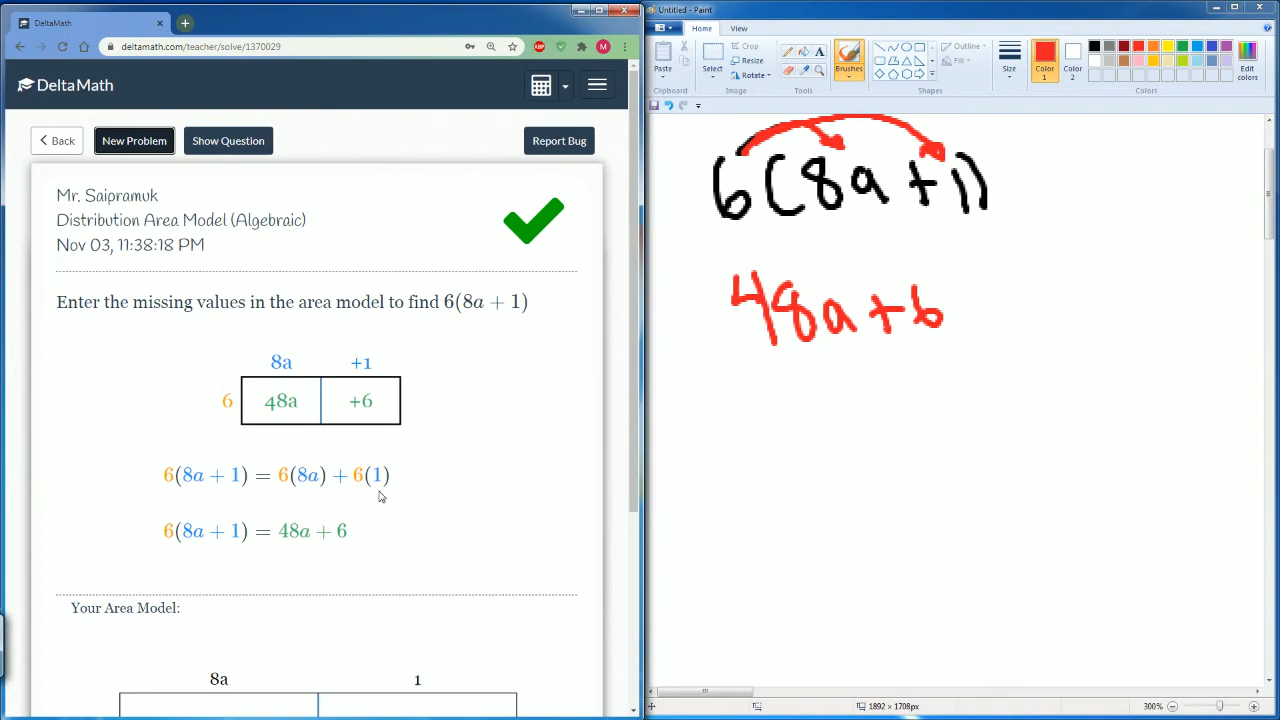 DeltaMath
deltamath.com/teacher/solve/1370029
ABP
M
DeltaMath
Back
New Problem
Show Question
Report Bug
Mr. Saipramuk
Distribution Area Model (Algebraic)
Nov 03, 11:38:18 PM
Enter the missing values in the area model to find 6(8a + 1)
8a +1
6 48a +6
6(8a + 1) = 6(8a) + 6(1)
6(8a + 1) = 48a + 6
Your Area Model:
8a 1
Untitled - Paint
Home View
Paste
Clipboard
Select
Crop
Resize
Rotate
Image
A
Tools
Brushes
Outline
Fill
Shapes
Size
Color 1
Color 2
Edit colors
Colors
6(8a+1)
48a+6
1892 × 1708px
300%